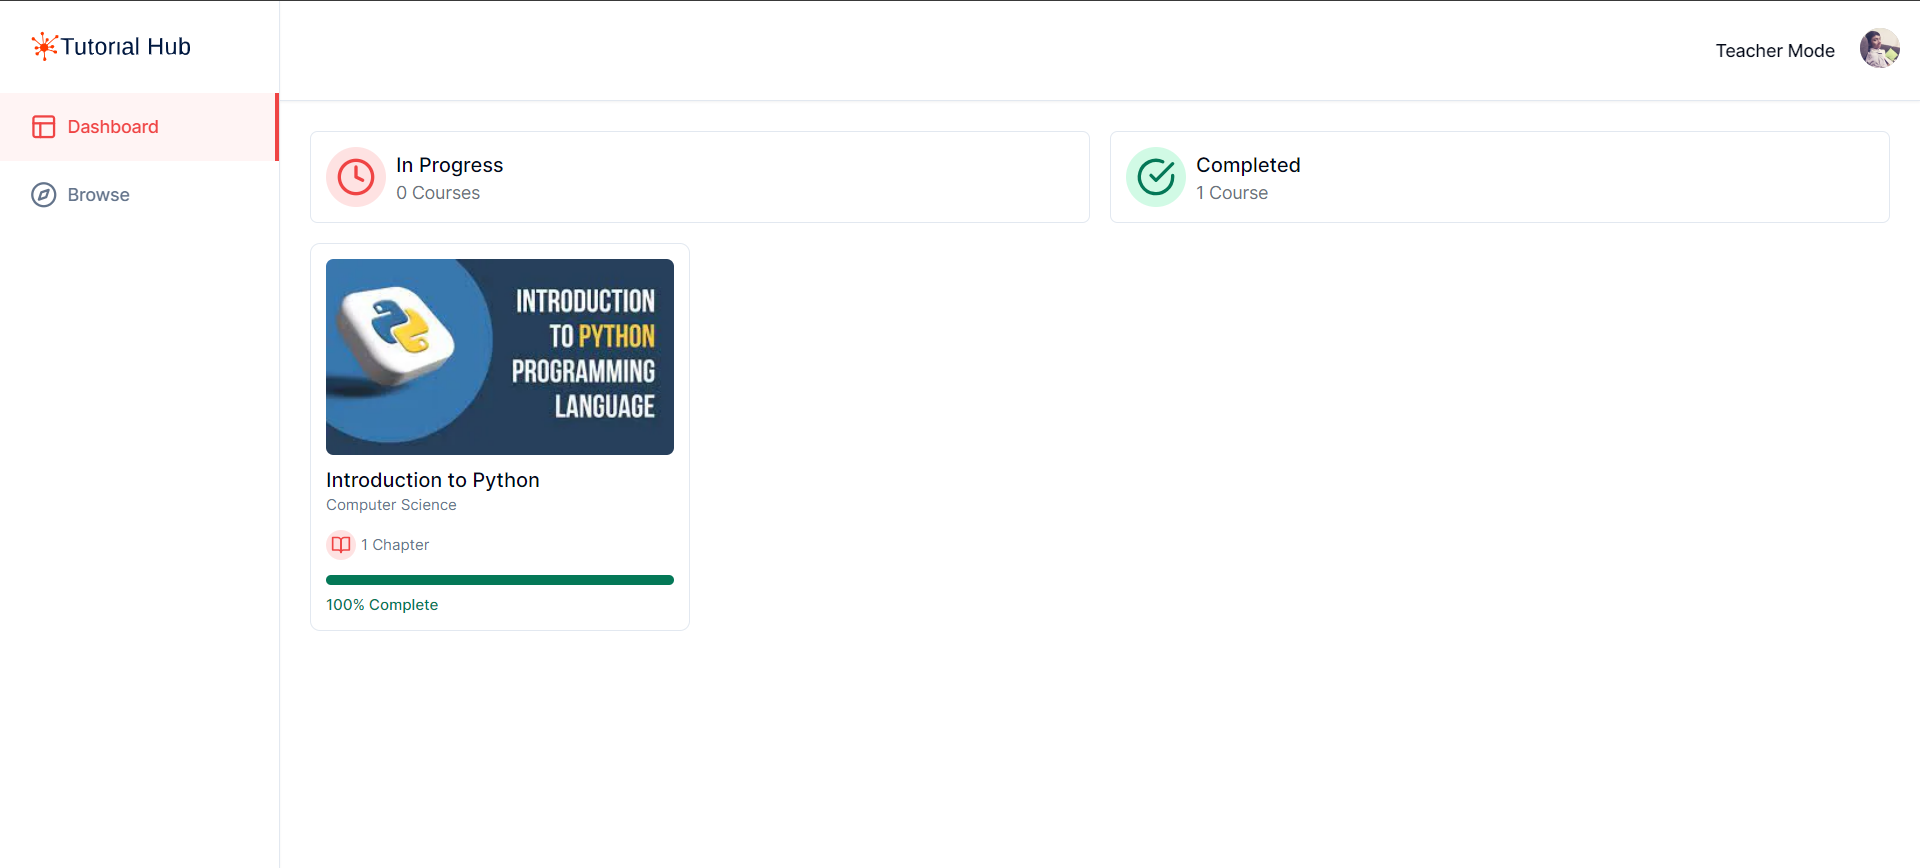 Tutorial Hub
Teacher Mode
Dashboard
Browse
In Progress
0 Courses
Completed
1 Course
INTRODUCTION
TO PYTHON
PROGRAMMING
LANGUAGE
Introduction to Python
Computer Science
1 Chapter
100% Complete